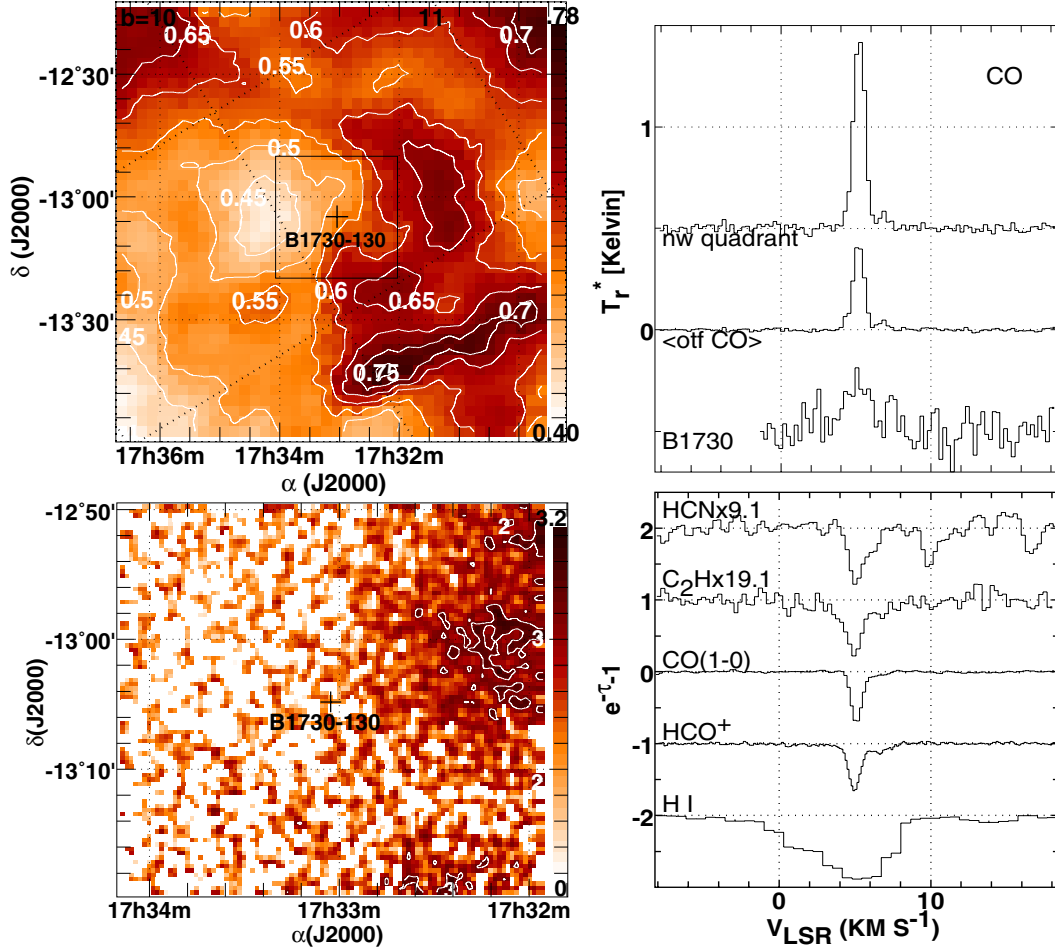 b=10 11 .78
0.65 0.6 0.7
0.55
-12°30'
0.5
0.45
-13°00'
B1730-130
0.5 0.55 0.6 0.65 0.7
45
-13°30'
0.75
0.40
17h36m 17h34m 17h32m
α (J2000)
δ (J2000)
-12°50'
2 3.2
-13°00'
3
B1730-130
-13°10'
2
0
17h34m 17h33m 17h32m
α(J2000)
δ(J2000)
CO
1
nw quadrant
0
<otf CO>
B1730
T_r^* [Kelvin]
HCNx9.1
2
C₂Hx19.1
1
CO(1-0)
0
HCO⁺
-1
H I
-2
e^-τ-1
0 10
V_LSR (KM S⁻¹)